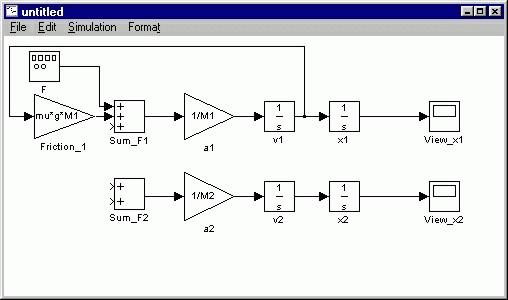 untitled
File Edit Simulation Format
F
mu*g*M1
Friction_1
+
+
+
Sum_F1
1/M1
a1
1
s
v1
1
s
x1
View_x1
+
+
Sum_F2
1/M2
a2
1
s
v2
1
s
x2
View_x2